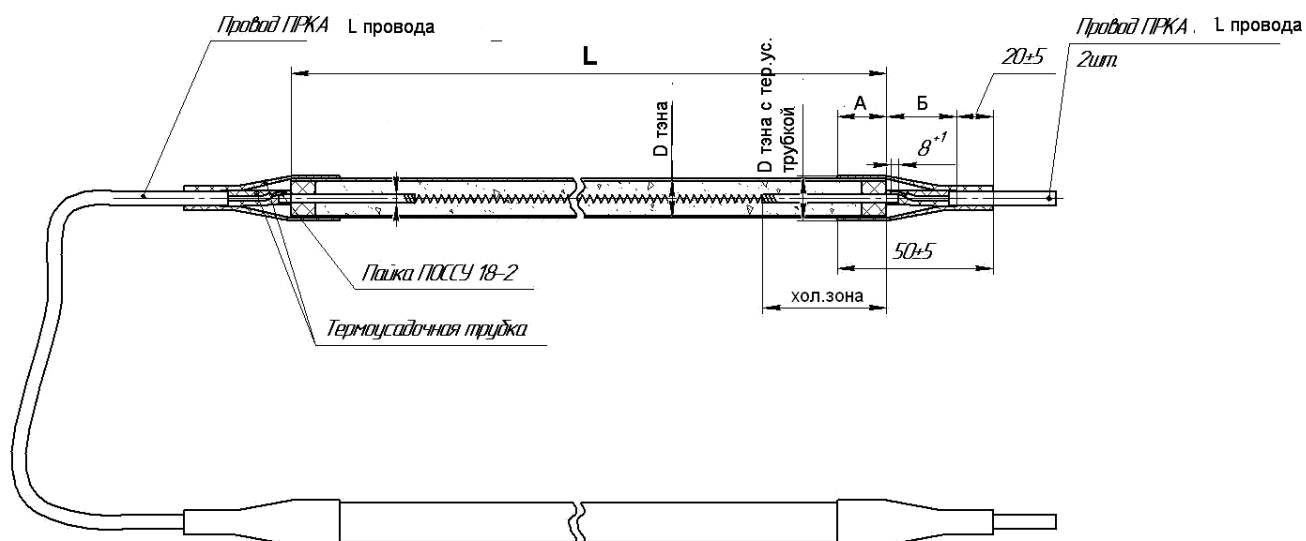 Провод ПРКА L провода
L
Провод ПРКА. L провода
2шт.
20±5
А
Б
D тэна
D тэна с тер.ус.
трубкой
8⁺¹
50±5
хол.зона
Пайка ПОССУ 18-2
Термоусадочная трубка